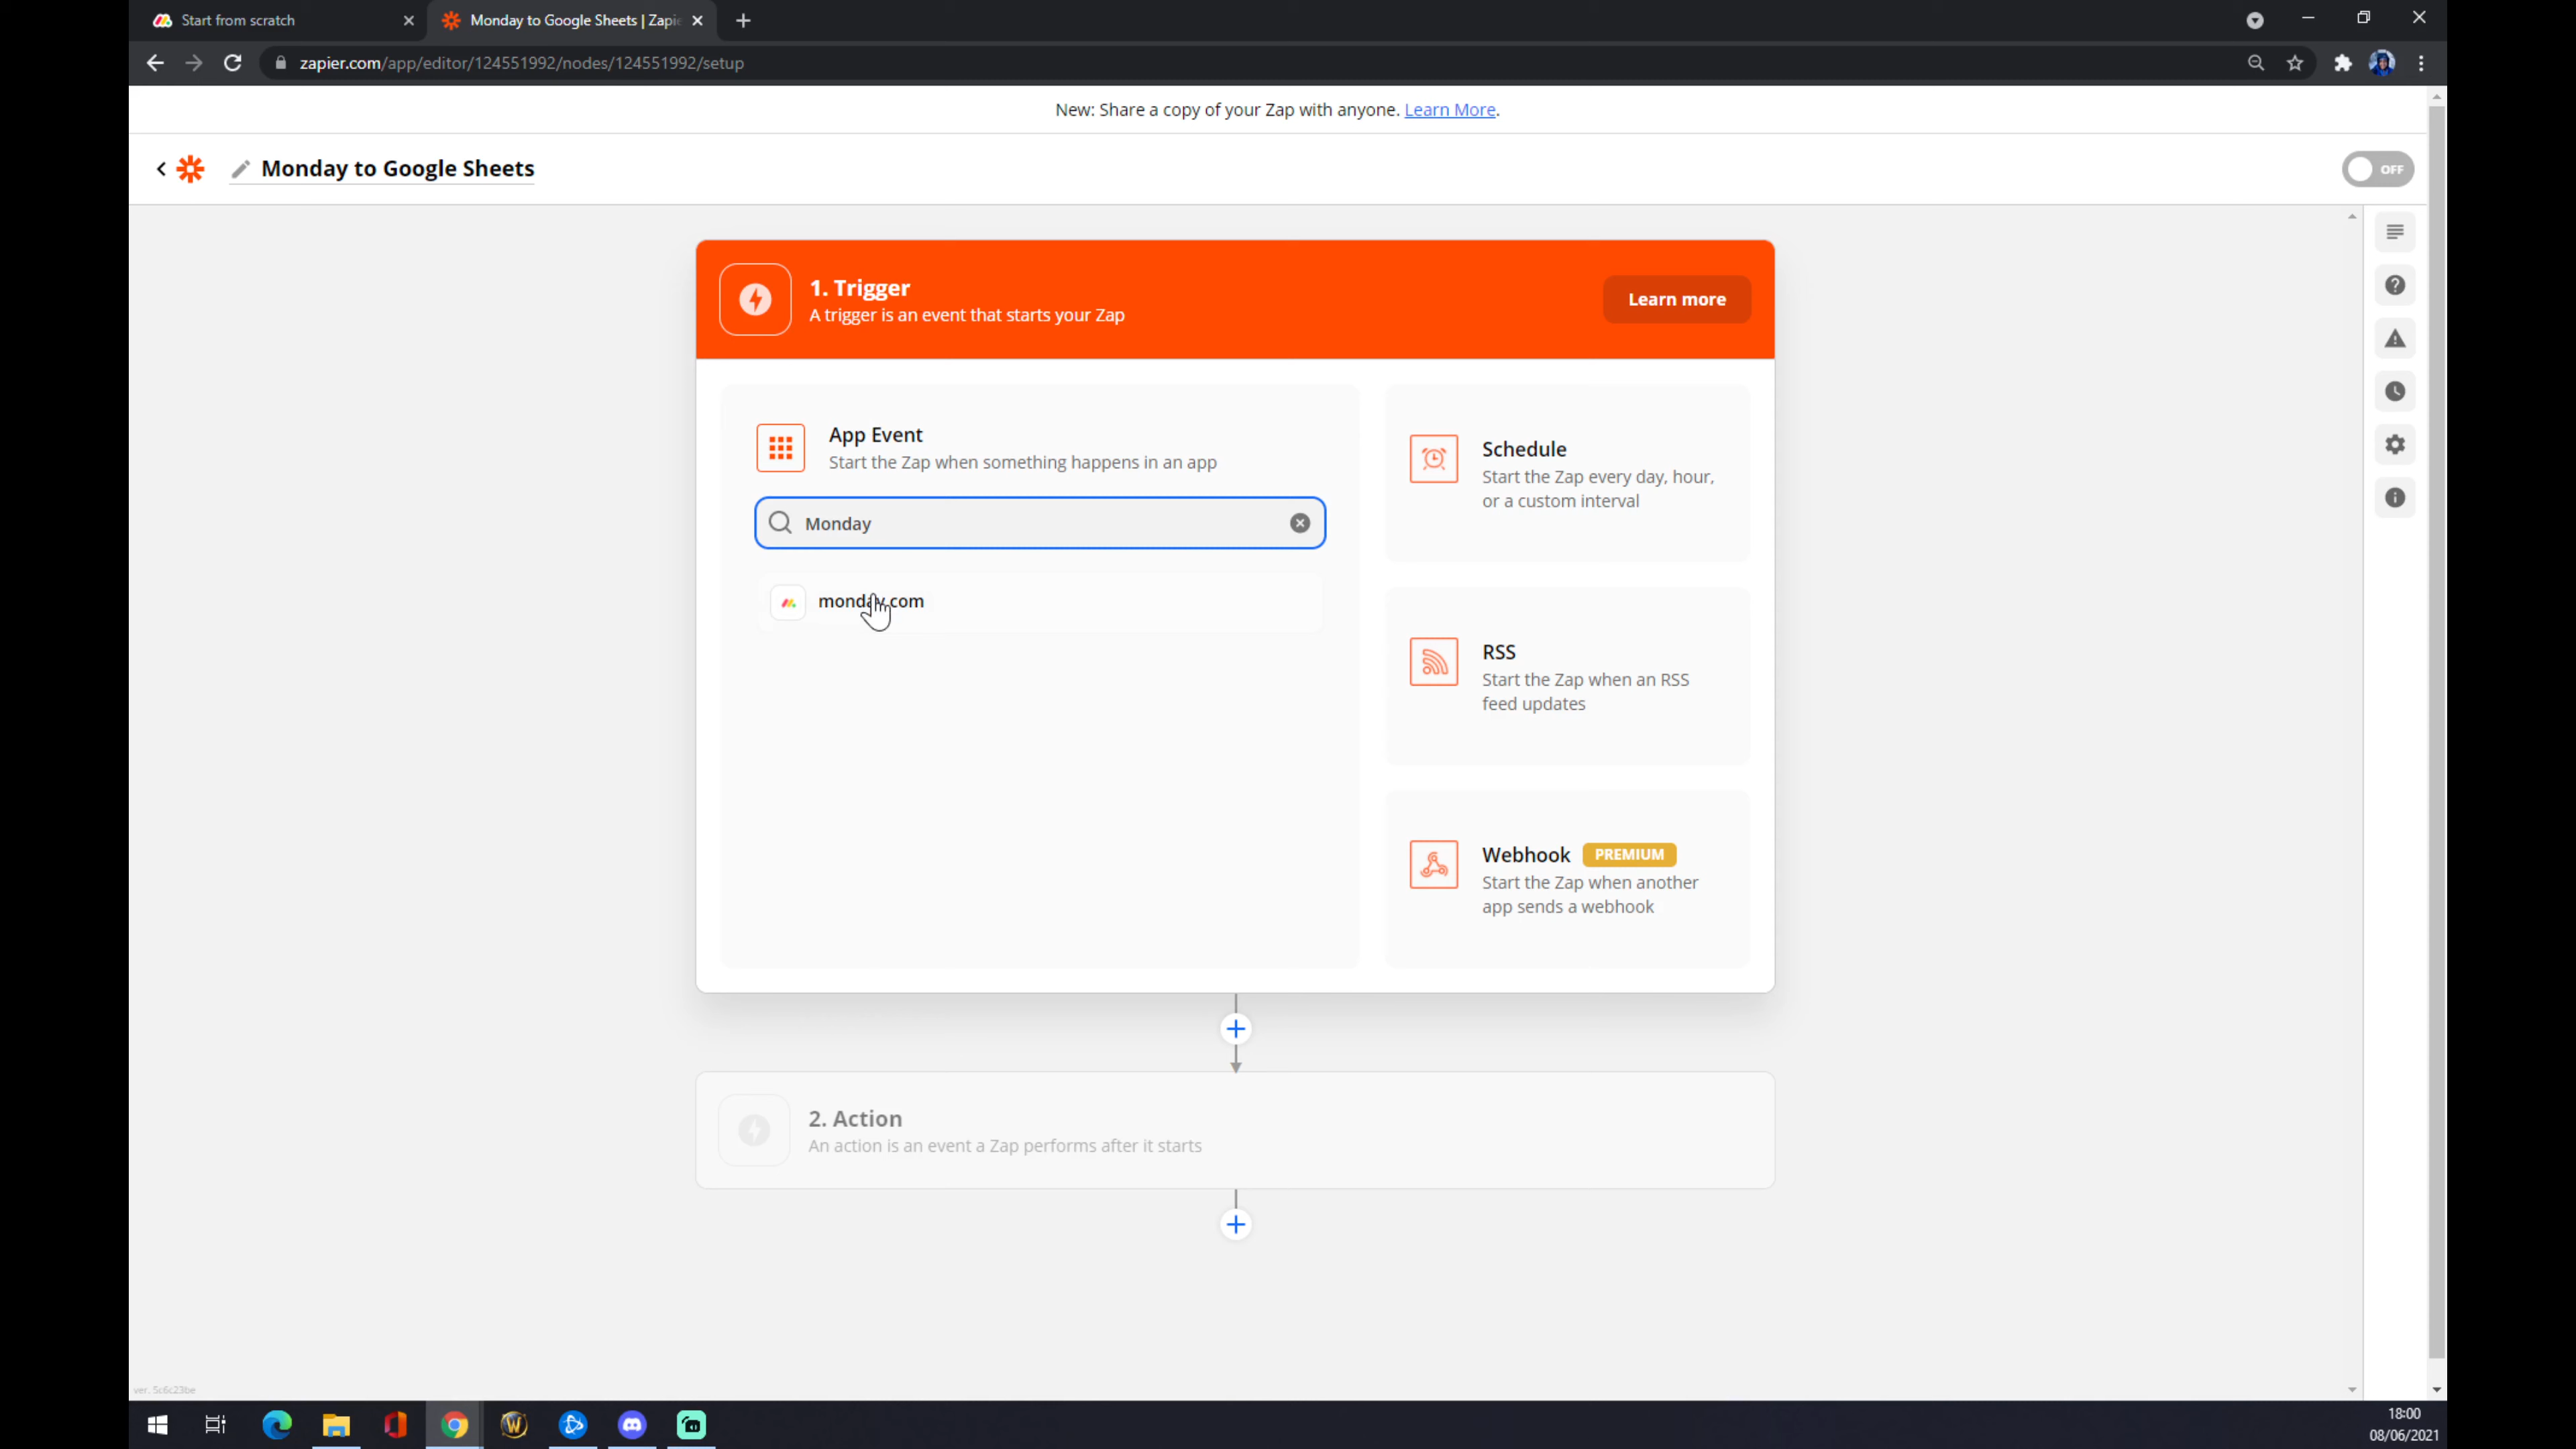 Start from scratch
Monday to Google Sheets | Zapie
zapier.com/app/editor/124551992/nodes/124551992/setup
New: Share a copy of your Zap with anyone. Learn More.
Monday to Google Sheets
OFF
1. Trigger
A trigger is an event that starts your Zap
Learn more
App Event
Start the Zap when something happens in an app
Monday
monday.com
Schedule
Start the Zap every day, hour,
or a custom interval
RSS
Start the Zap when an RSS
feed updates
Webhook PREMIUM
Start the Zap when another
app sends a webhook
2. Action
An action is an event a Zap performs after it starts
ver. 5c6c23be
18:00
08/06/2021